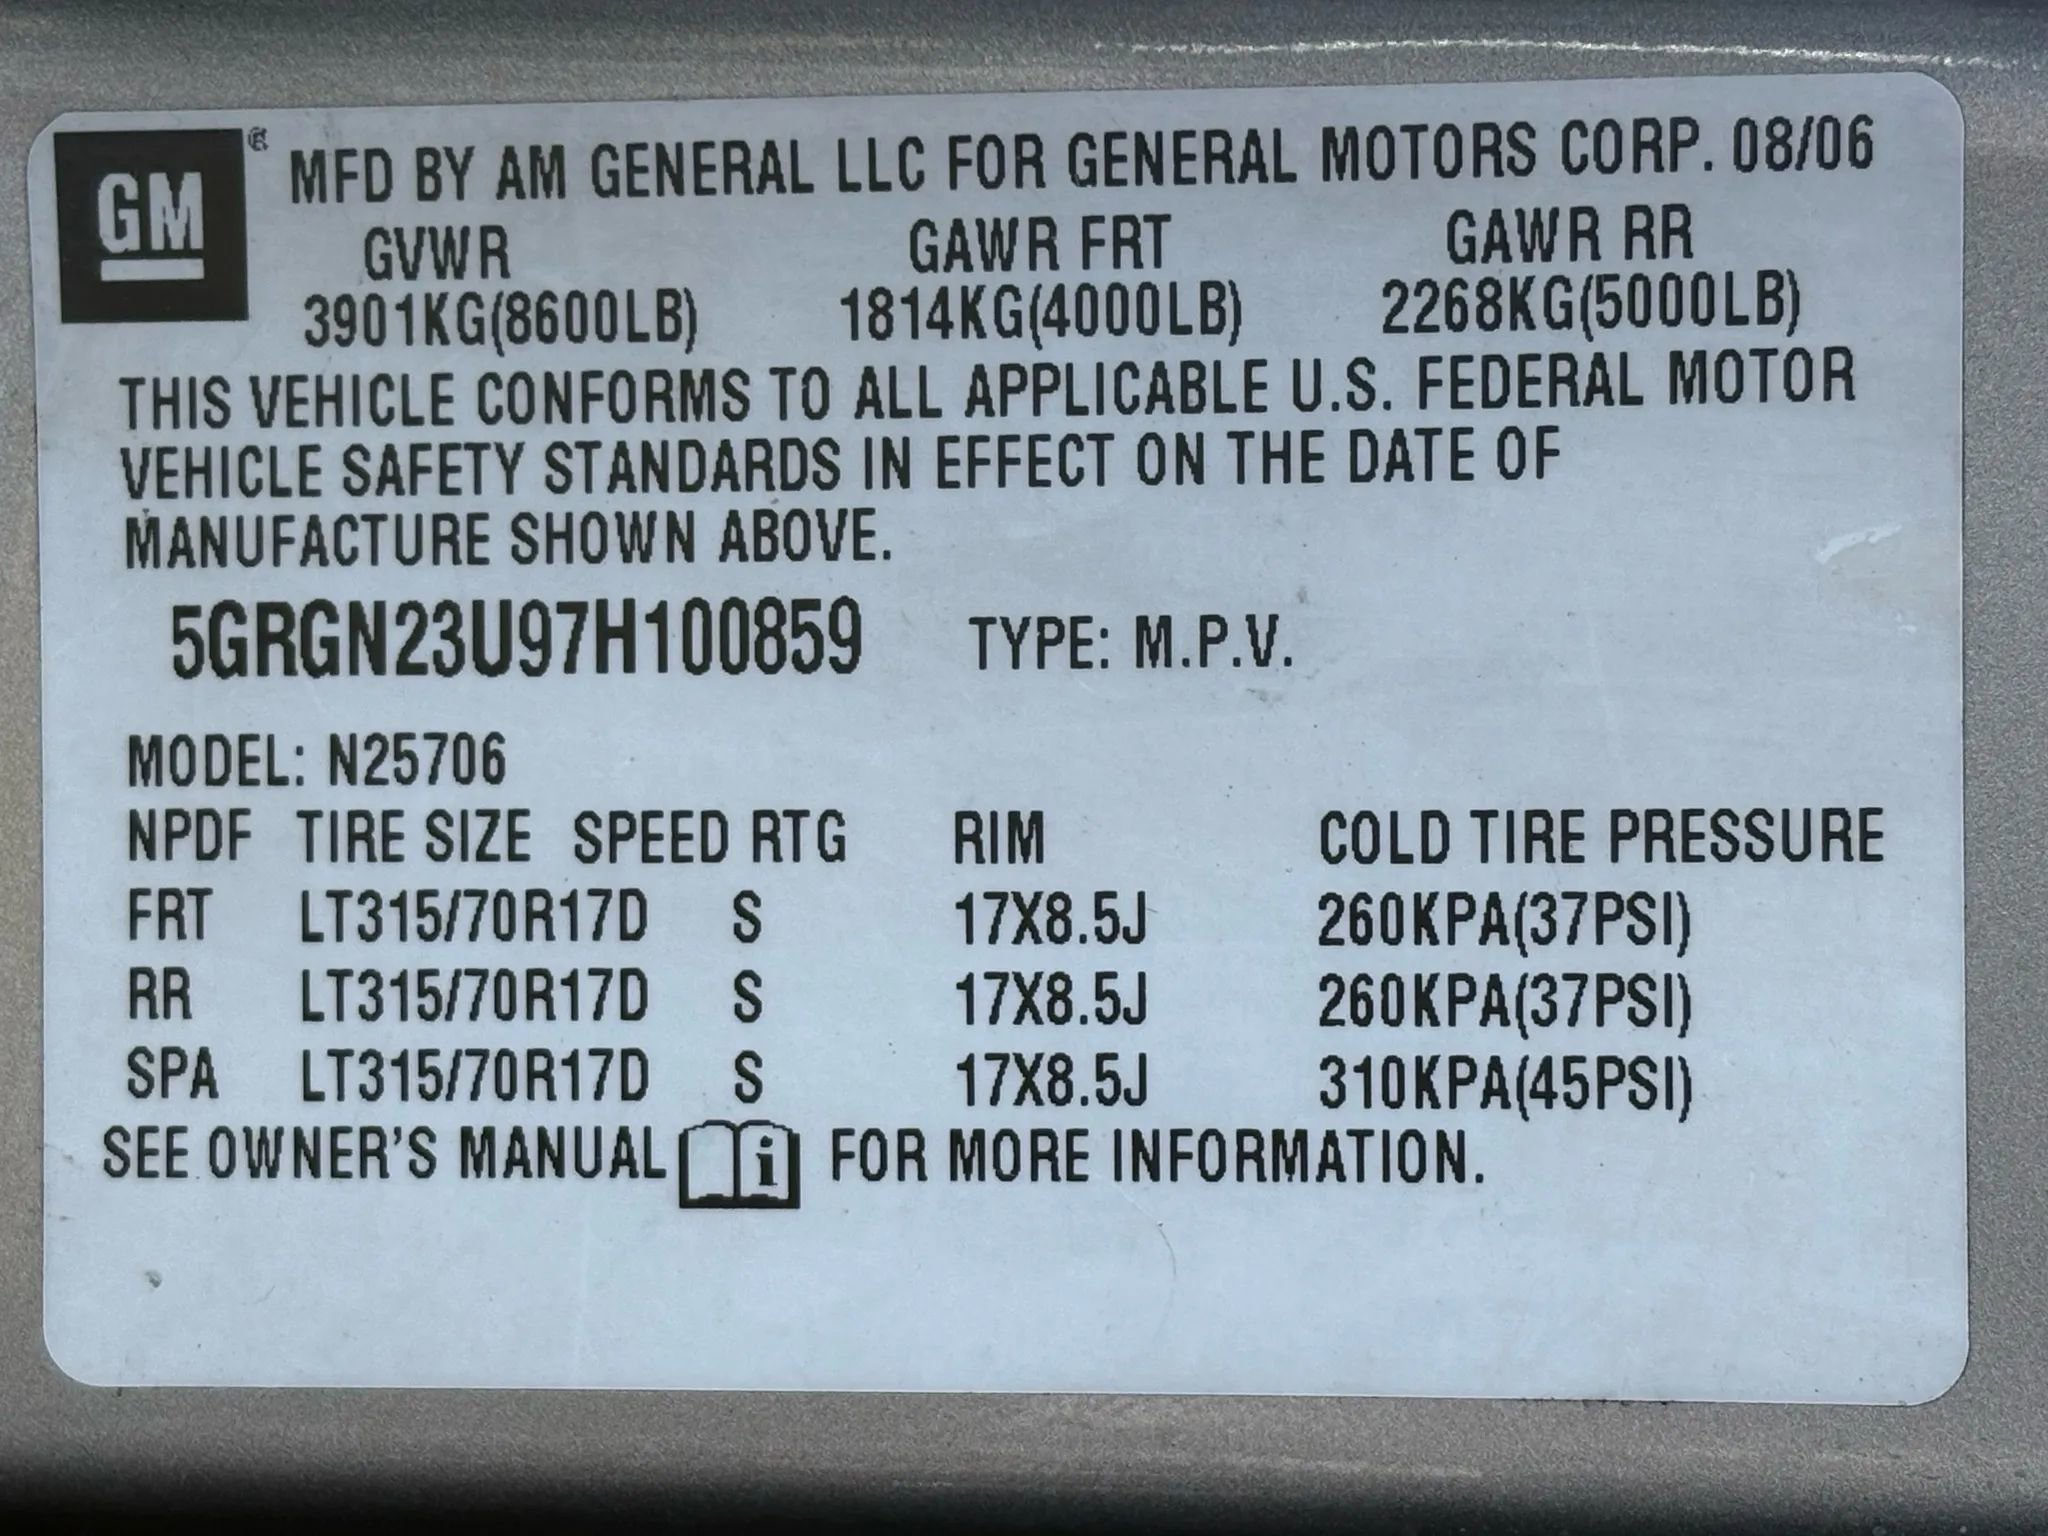 GM ® MFD BY AM GENERAL LLC FOR GENERAL MOTORS CORP. 08/06
GVWR GAWR FRT GAWR RR
3901KG(8600LB) 1814KG(4000LB) 2268KG(5000LB)
THIS VEHICLE CONFORMS TO ALL APPLICABLE U.S. FEDERAL MOTOR
VEHICLE SAFETY STANDARDS IN EFFECT ON THE DATE OF
MANUFACTURE SHOWN ABOVE.
5GRGN23U97H100859 TYPE: M.P.V.
MODEL: N25706
NPDF TIRE SIZE SPEED RTG RIM COLD TIRE PRESSURE
FRT LT315/70R17D S 17X8.5J 260KPA(37PSI)
RR LT315/70R17D S 17X8.5J 260KPA(37PSI)
SPA LT315/70R17D S 17X8.5J 310KPA(45PSI)
SEE OWNER'S MANUAL i FOR MORE INFORMATION.